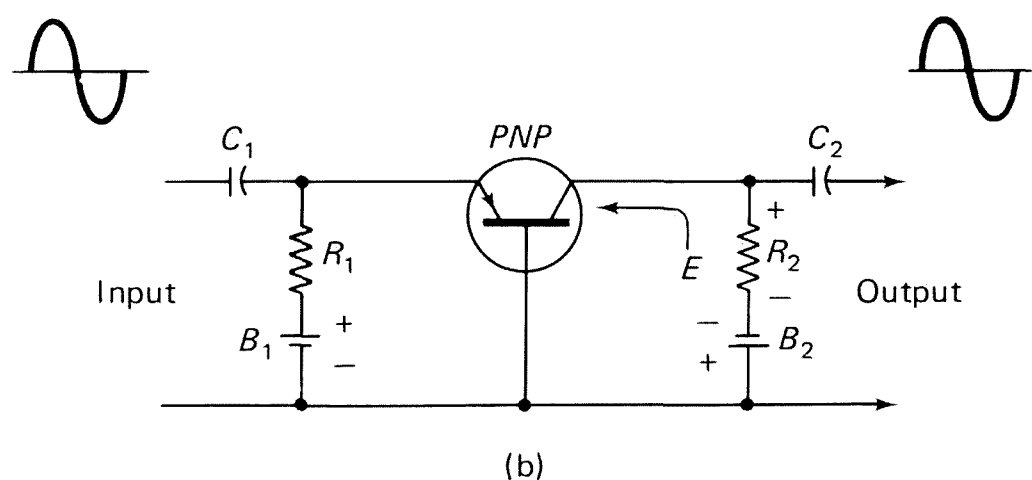 PNP
C₁
C₂
+
R₁
R₂
E
Input
−
Output
+
−
B₁
B₂
−
+
(b)